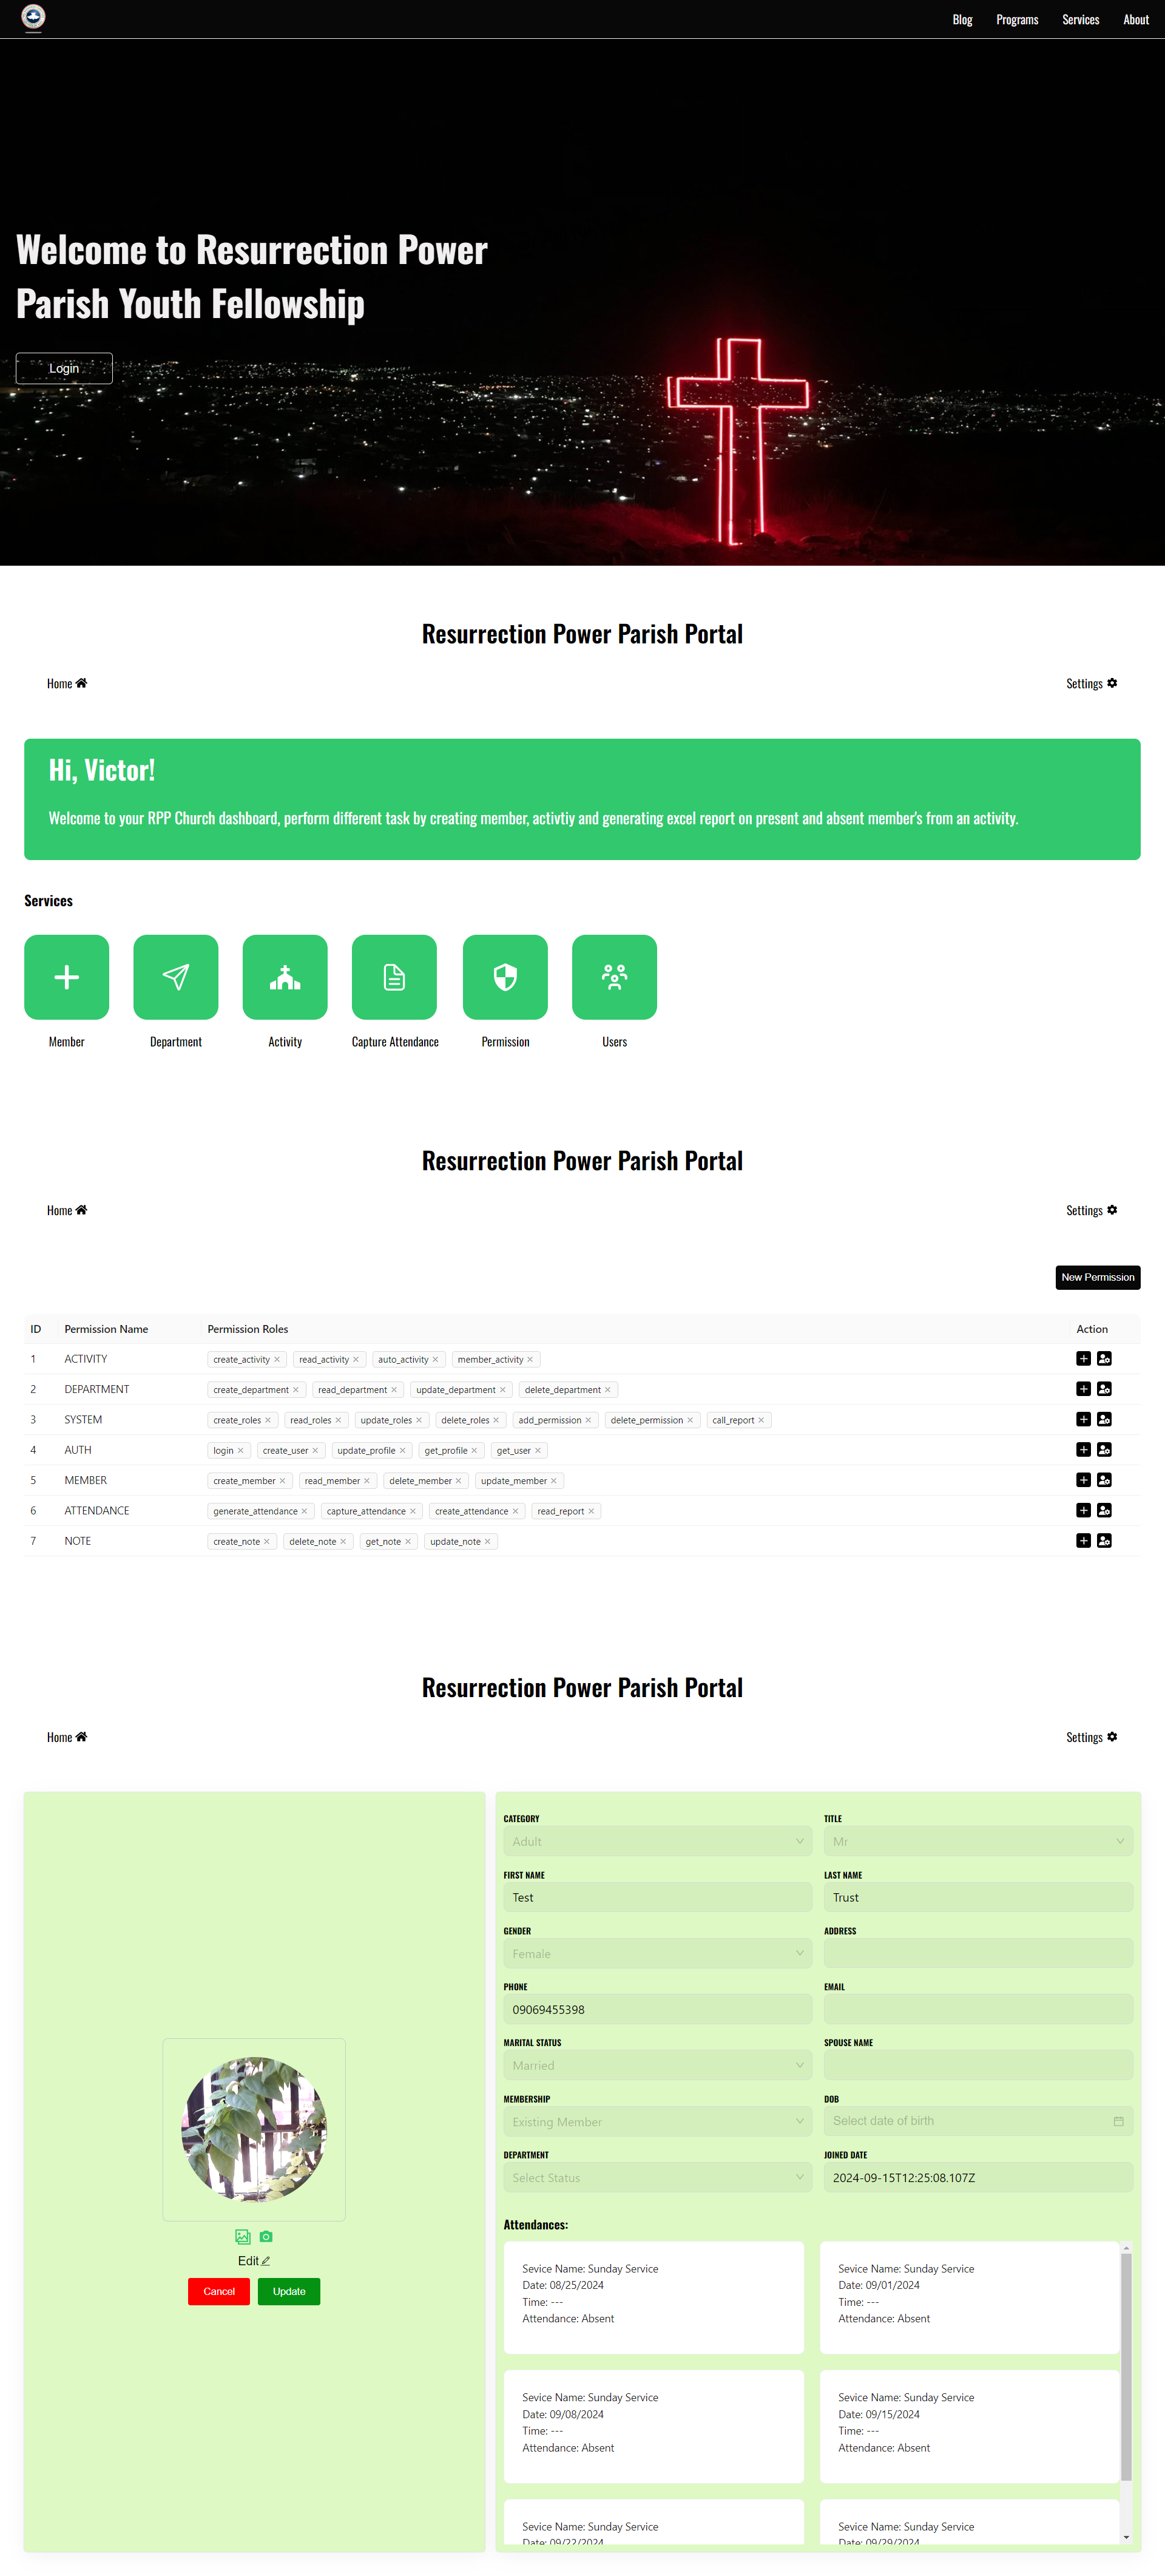 Blog Programs Services About
Welcome to Resurrection Power
Parish Youth Fellowship
Login
Resurrection Power Parish Portal
Home Settings
Hi, Victor!
Welcome to your RPP Church dashboard, perform different task by creating member, activtiy and generating excel report on present and absent member's from an activity.
Services
Member Department Activity Capture Attendance Permission Users
Resurrection Power Parish Portal
Home Settings
New Permission
ID Permission Name Permission Roles Action
1 ACTIVITY create_activity read_activity auto_activity member_activity
2 DEPARTMENT create_department read_department update_department delete_department
3 SYSTEM create_roles read_roles update_roles delete_roles add_permission delete_permission call_report
4 AUTH login create_user update_profile get_profile get_user
5 MEMBER create_member read_member delete_member update_member
6 ATTENDANCE generate_attendance capture_attendance create_attendance read_report
7 NOTE create_note delete_note get_note update_note
Resurrection Power Parish Portal
Home Settings
Edit
Cancel Update
CATEGORY TITLE
Adult Mr
FIRST NAME LAST NAME
Test Trust
GENDER ADDRESS
Female
PHONE EMAIL
09069455398
MARITAL STATUS SPOUSE NAME
Married
MEMBERSHIP DOB
Existing Member Select date of birth
DEPARTMENT JOINED DATE
Select Status 2024-09-15T12:25:08.107Z
Attendances:
Sevice Name: Sunday Service
Date: 08/25/2024
Time: ---
Attendance: Absent
Sevice Name: Sunday Service
Date: 09/01/2024
Time: ---
Attendance: Absent
Sevice Name: Sunday Service
Date: 09/08/2024
Time: ---
Attendance: Absent
Sevice Name: Sunday Service
Date: 09/15/2024
Time: ---
Attendance: Absent
Sevice Name: Sunday Service
Date: 09/22/2024
Sevice Name: Sunday Service
Date: 09/29/2024